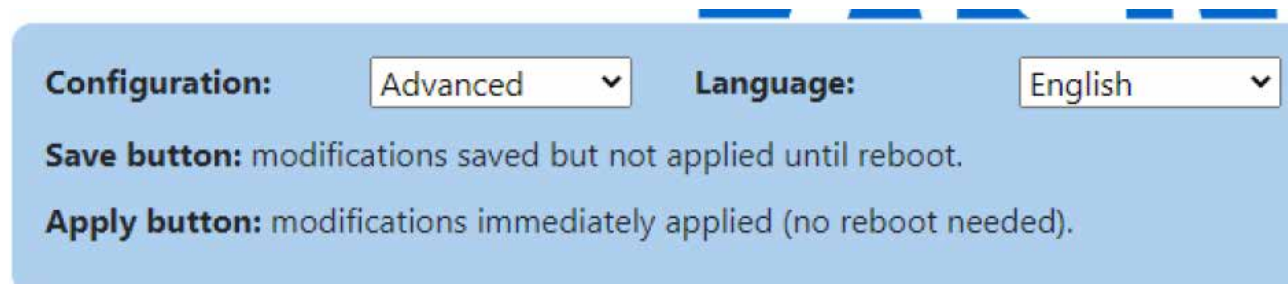 Configuration: Advanced Language: English
Save button: modifications saved but not applied until reboot.
Apply button: modifications immediately applied (no reboot needed).